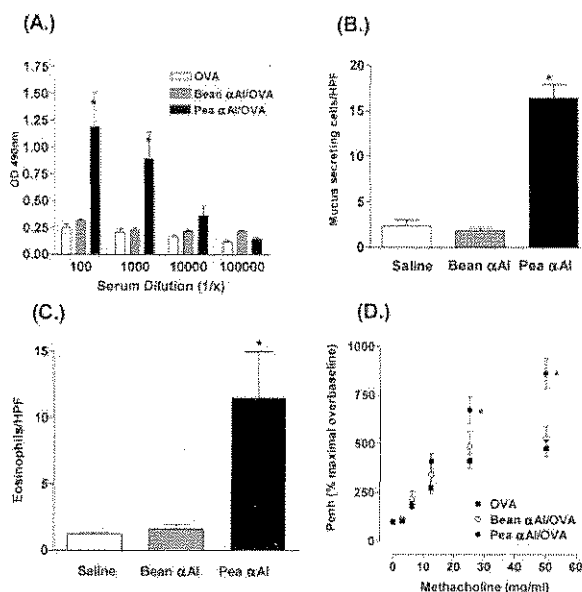 (A.)
1.75
1.50
1.25
1.00
0.75
0.50
0.25
0.00
OD 490nm
OVA
Bean αAI/OVA
Pea αAI/OVA
*
*
100 1000 10000 100000
Serum Dilution (1/x)
(B.)
20
15
10
5
0
Mucus secreting cells/HPF
*
Saline Bean αAI Pea αAI
(C.)
15
10
5
0
Eosinophils/HPF
*
Saline Bean αAI Pea αAI
(D.)
1000
750
500
250
0
Penh (% maximal overbaseline)
*
*
OVA
Bean αAI/OVA
Pea αAI/OVA
0 10 20 30 40 50 60
Methacholine (mg/ml)